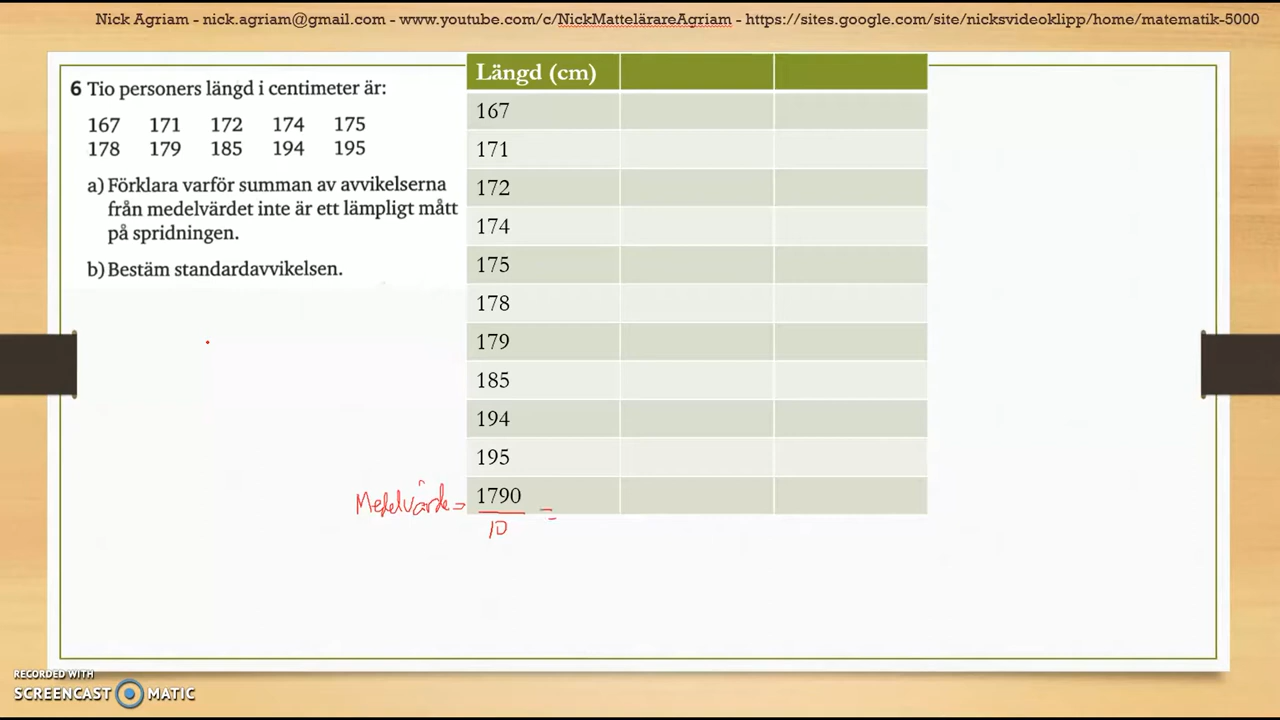 Nick Agriam - nick.agriam@gmail.com - www.youtube.com/c/NickMattelärareAgriam - https://sites.google.com/site/nicksvideoklipp/home/matematik-5000
6 Tio personers längd i centimeter är:
167 171 172 174 175
178 179 185 194 195
a) Förklara varför summan av avvikelserna
från medelvärdet inte är ett lämpligt mått
på spridningen.
b) Bestäm standardavvikelsen.
Längd (cm)
167
171
172
174
175
178
179
185
194
195
Medelvärde = 1790 =
10
RECORDED WITH
SCREENCAST MATIC